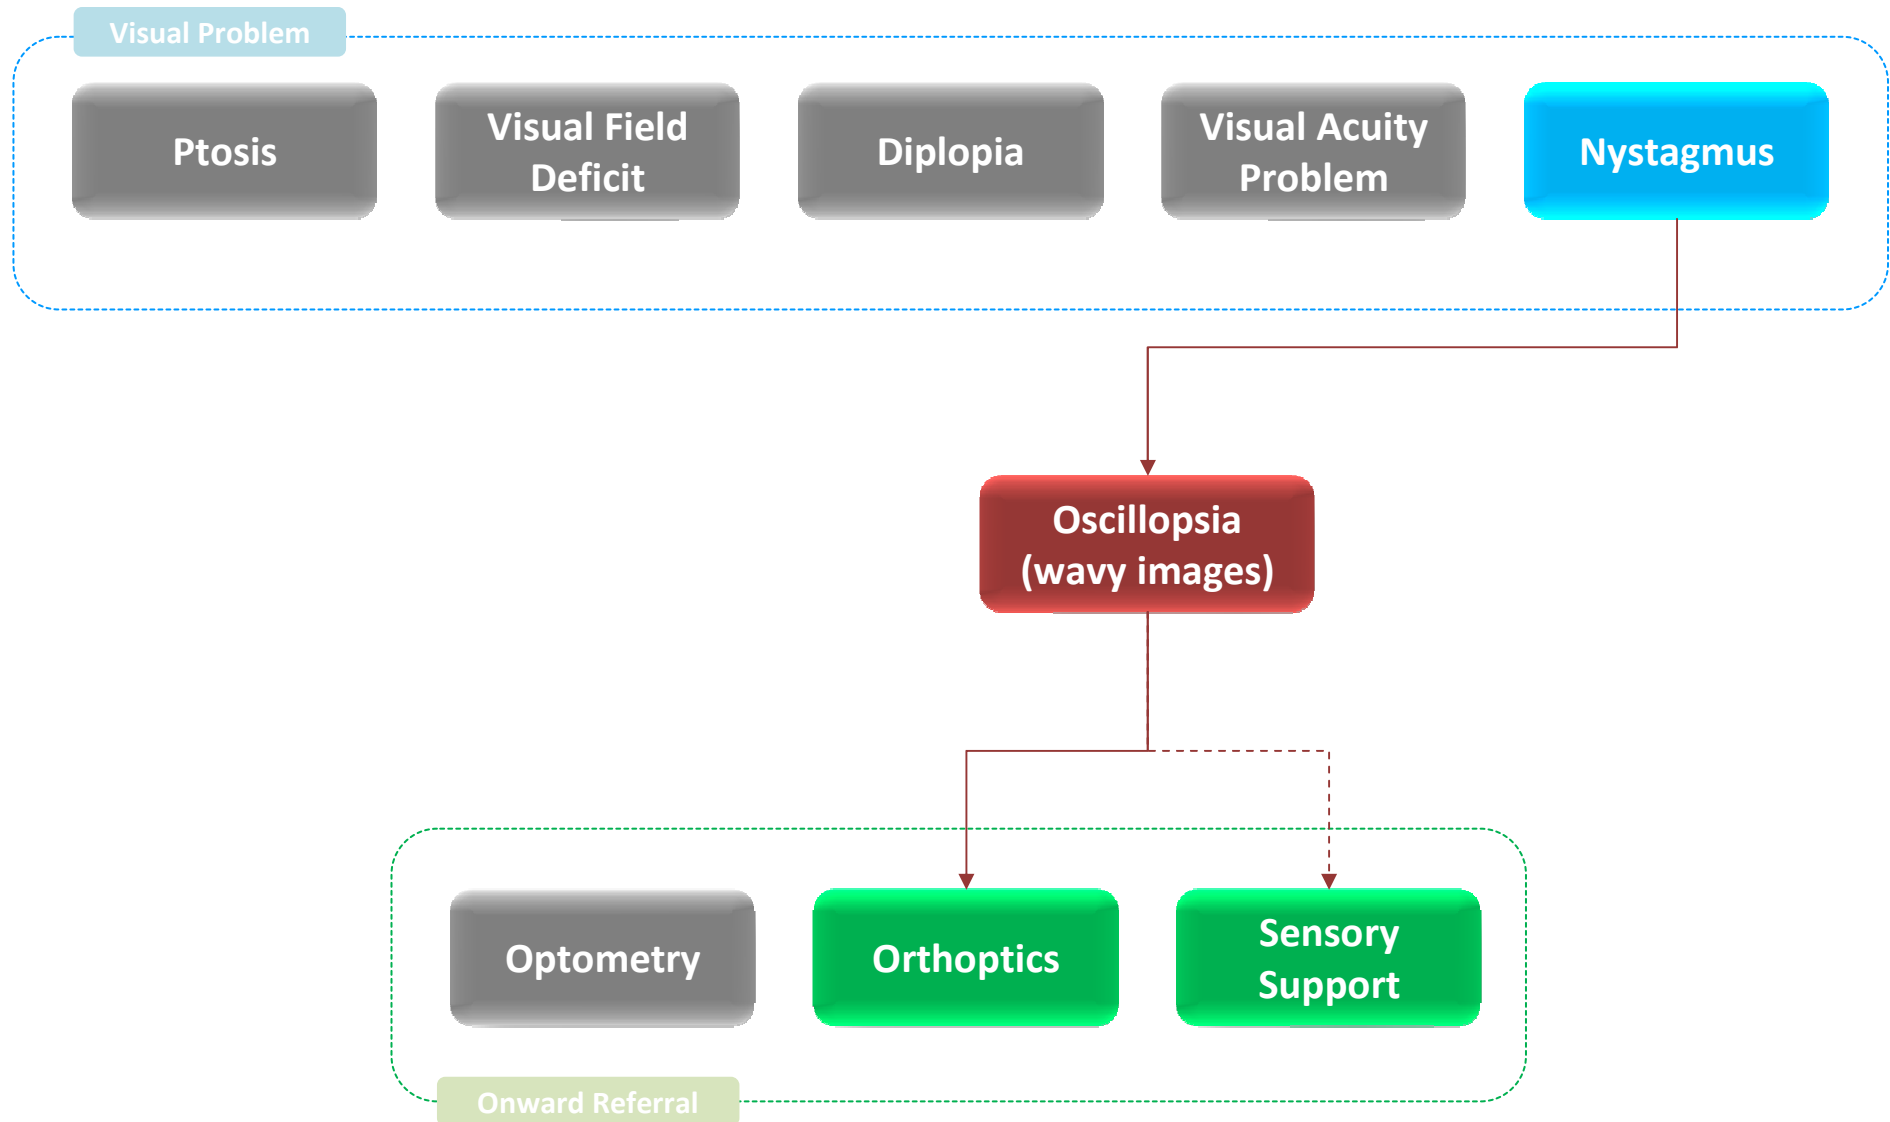 Visual Problem
Ptosis
Visual Field
Deficit
Diplopia
Visual Acuity
Problem
Nystagmus
Oscillopsia
(wavy images)
Optometry
Orthoptics
Sensory
Support
Onward Referral